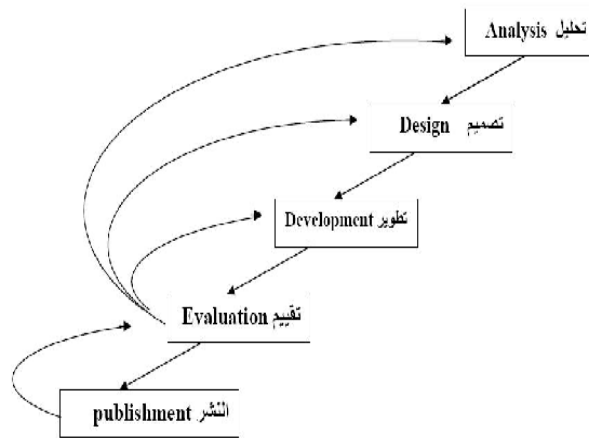 Analysis تحليل
Design تصميم
Development تطوير
Evaluation تقييم
publishment النشر